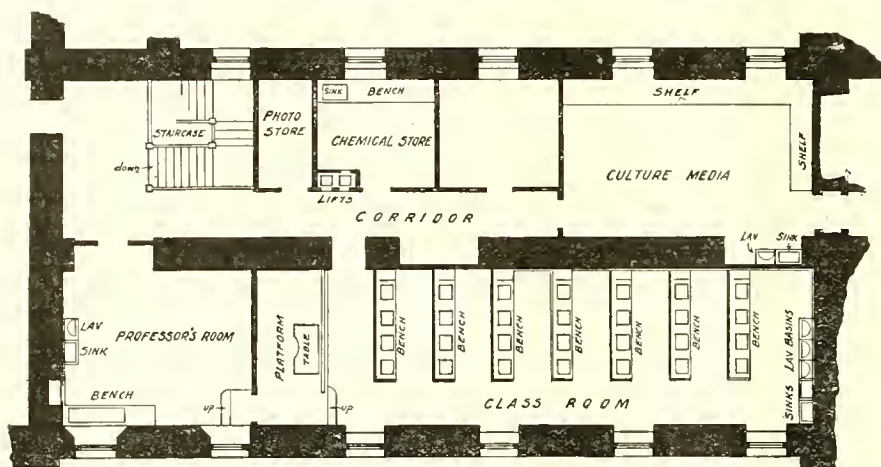 SINK
BENCH
SHELF
PHOTO
STORE
STAIRCASE
CHEMICAL STORE
SHELF
down
CULTURE MEDIA
LIFTS
CORRIDOR
LAV
SINK
LAV
SINK
PROFESSOR'S ROOM
PLATFORM
TABLE
BENCH
BENCH
BENCH
BENCH
BENCH
BENCH
BENCH
LAV BASINS
SINKS
BENCH
up
up
CLASS ROOM